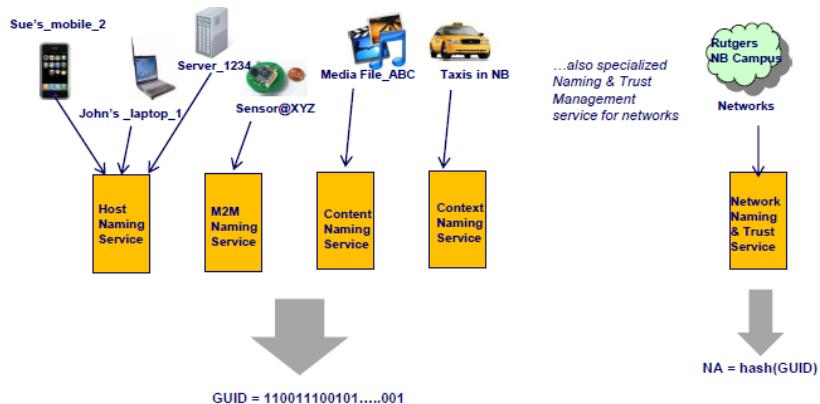 Sue's_mobile_2
Server_1234
John's _laptop_1
Sensor@XYZ
Media File_ABC
Taxis in NB
...also specialized
Naming & Trust
Management
service for networks
Rutgers
NB Campus
Networks
Host
Naming
Service
M2M
Naming
Service
Content
Naming
Service
Context
Naming
Service
Network
Naming
& Trust
Service
GUID = 110011100101.....001
NA = hash(GUID)